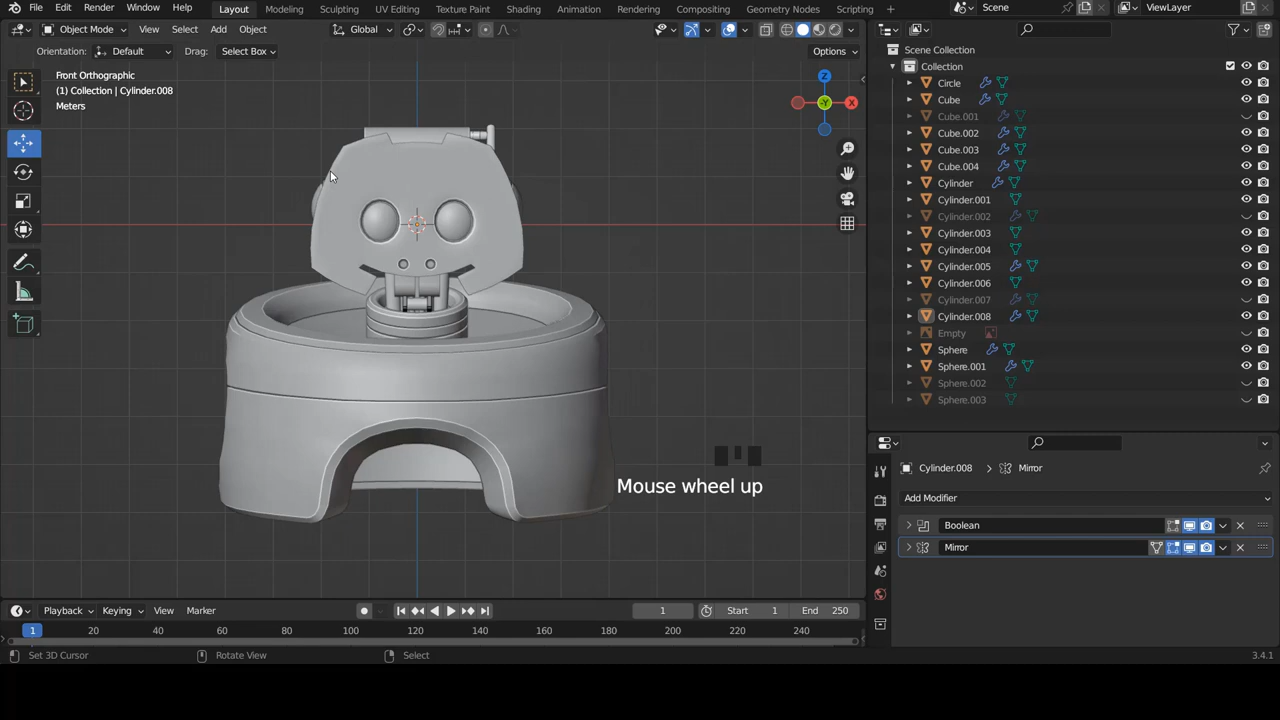 File Edit Render Window Help Layout Modeling Sculpting UV Editing Texture Paint Shading Animation Rendering Compositing Geometry Nodes Scripting Scene ViewLayer
Object Mode View Select Add Object Global
Orientation: Default Drag: Select Box Options
Front Orthographic
(1) Collection | Cylinder.008
Meters
Z
X
-Y
Mouse wheel up
Scene Collection
Collection
Circle
Cube
Cube.001
Cube.002
Cube.003
Cube.004
Cylinder
Cylinder.001
Cylinder.002
Cylinder.003
Cylinder.004
Cylinder.005
Cylinder.006
Cylinder.007
Cylinder.008
Empty
Sphere
Sphere.001
Sphere.002
Sphere.003
Cylinder.008 Mirror
Add Modifier
Boolean
Mirror
Playback Keying View Marker 1 Start 1 End 250
1 20 40 60 80 100 120 140 160 180 200 220 240
Set 3D Cursor Rotate View Select 3.4.1